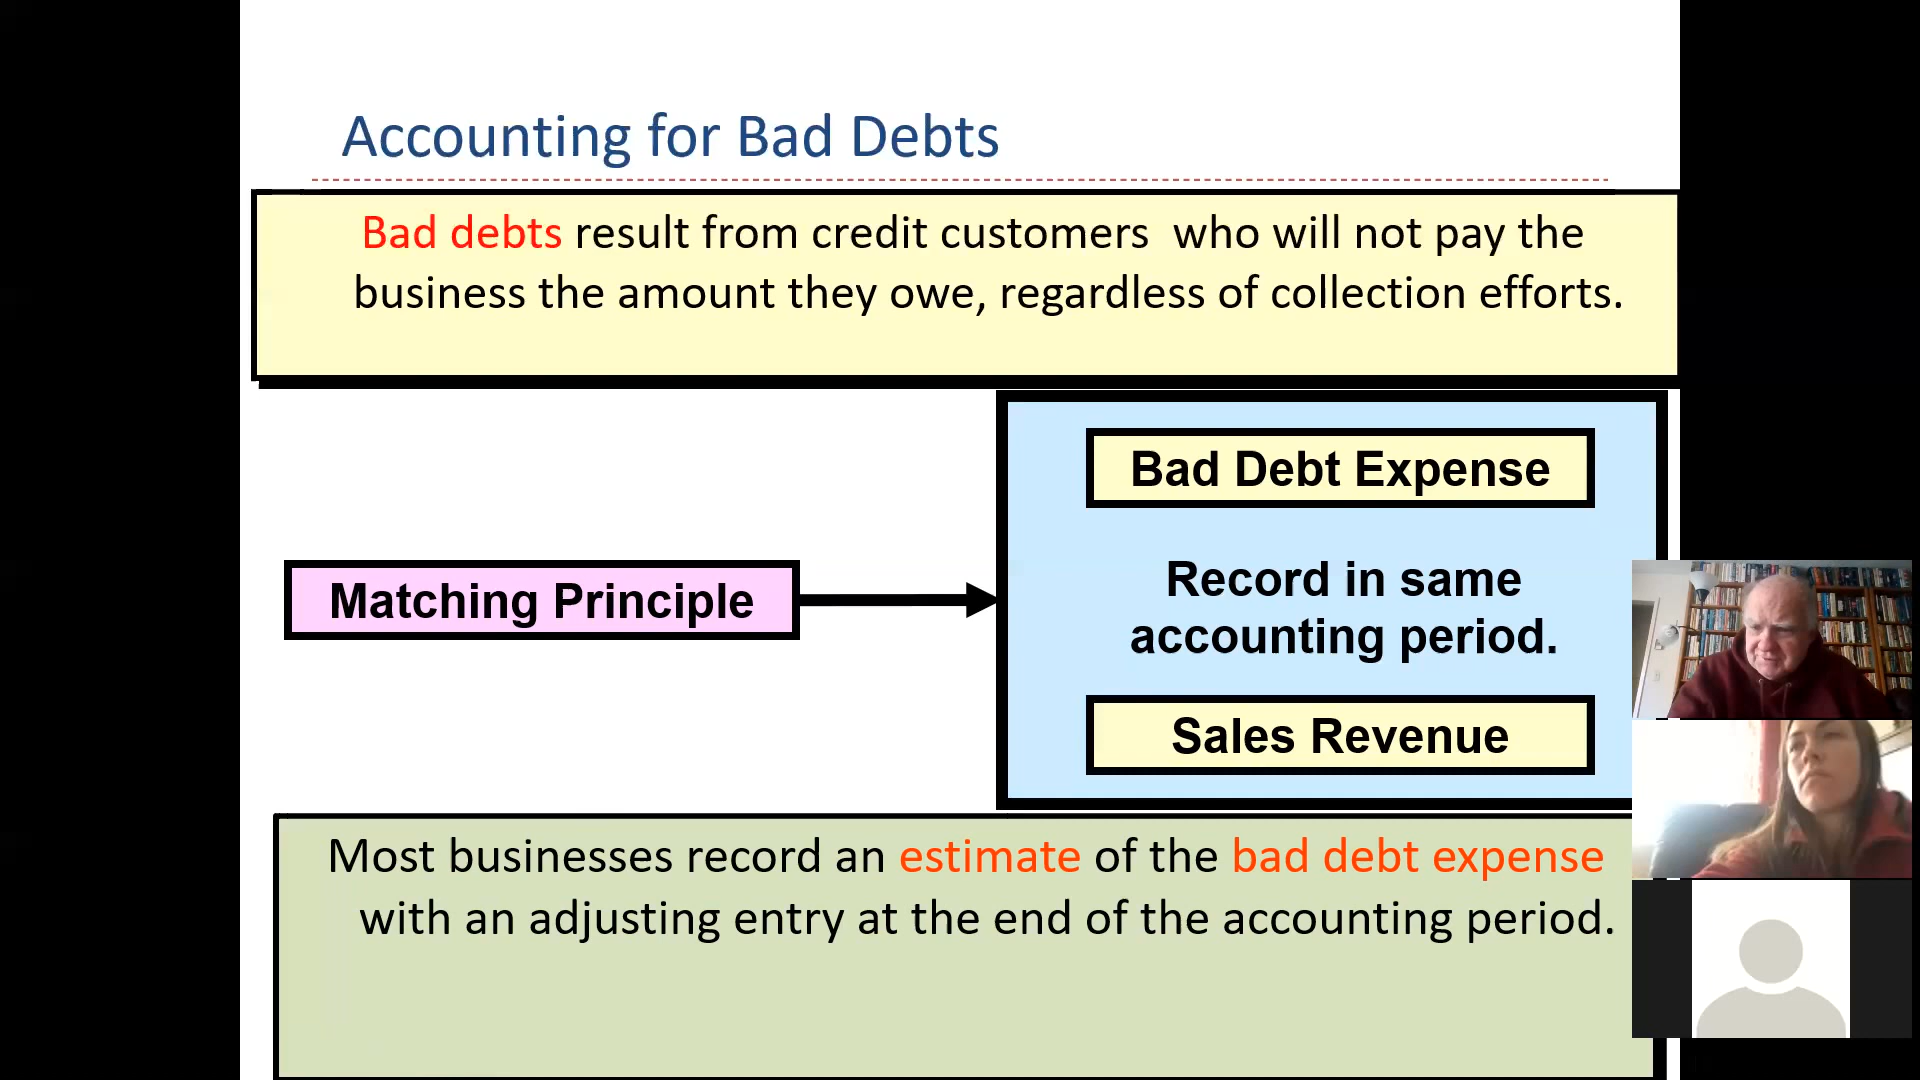 Accounting for Bad Debts
Bad debts result from credit customers who will not pay the
business the amount they owe, regardless of collection efforts.
Bad Debt Expense
Matching Principle
Record in same
accounting period.
Sales Revenue
Most businesses record an estimate of the bad debt expense
with an adjusting entry at the end of the accounting period.